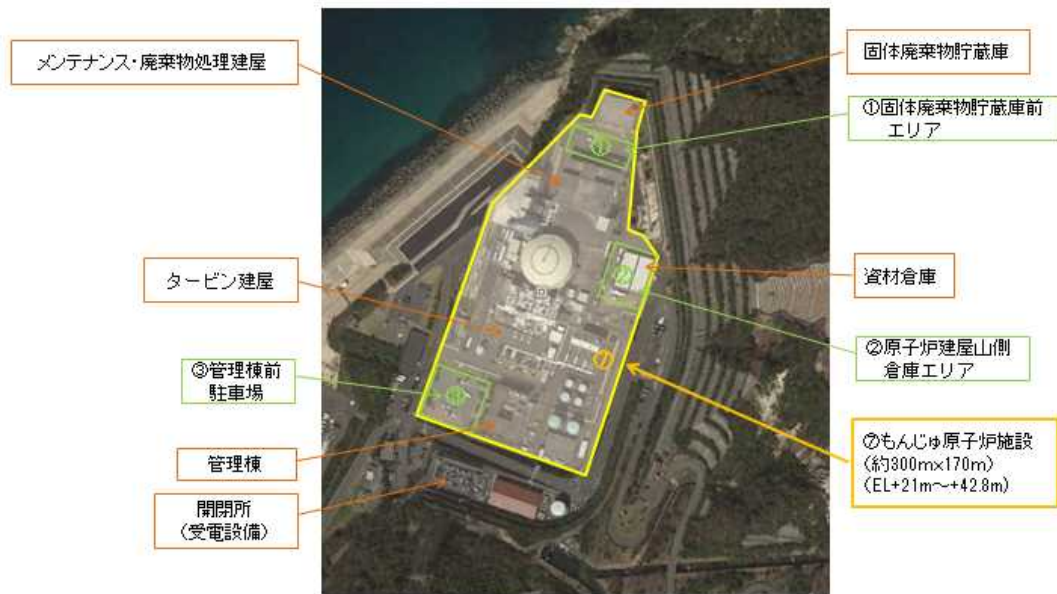 メンテナンス・廃棄物処理建屋
固体廃棄物貯蔵庫
①固体廃棄物貯蔵庫前
エリア
①
タービン建屋
②
資材倉庫
②原子炉建屋山側
倉庫エリア
③管理棟前
駐車場
⑦
③
管理棟
⑦もんじゅ原子炉施設
(約300m×170m)
(EL+21m～+42.8m)
開閉所
(受電設備)